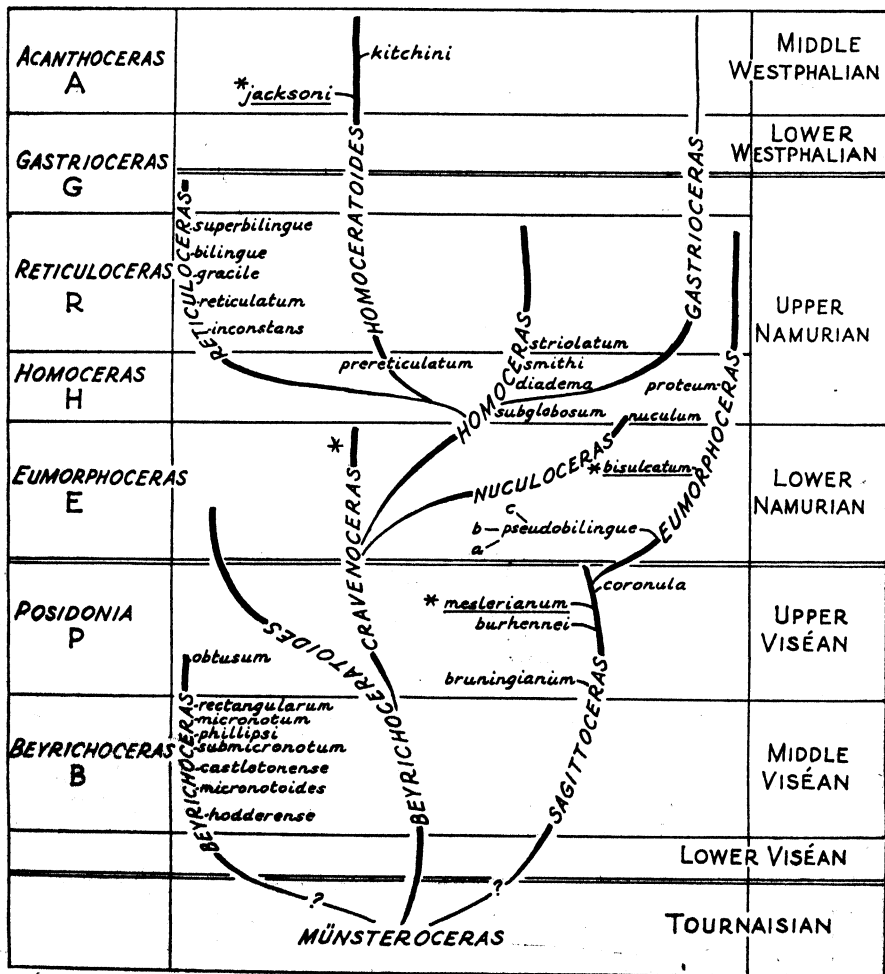 ACANTHOCERAS
A
kitchini
*jacksoni
MIDDLE
WESTPHALIAN
GASTRIOCERAS
G
LOWER
WESTPHALIAN
RETICULOCERAS
R
RETICULOCERAS
superbilingue
bilingue
gracile
reticulatum
inconstans
HOMOCERATOIDES
GASTRIOCERAS
UPPER
NAMURIAN
HOMOCERAS
H
prereticulatum
HOMOCERAS
striolatum
smithi
diadema
subglobosum
proteum
EUMORPHOCERAS
E
*
CRAVENOCERAS
NUCULOCERAS
nuculum
*bisulcatum
EUMORPHOCERAS
c
b pseudobilingue
a
LOWER
NAMURIAN
POSIDONIA
P
coronula
* meslerianum
burhennei
bruningianum
UPPER
VISÉAN
BEYRICHOCERAS
B
BEYRICHOCERAS
obtusum
rectangularum
micronotum
phillipsi
submicronotum
castletonense
micronotoides
hodderense
BEYRICHOCERATOIDES
SAGITTOCERAS
MIDDLE
VISÉAN
LOWER VISÉAN
?
?
MÜNSTEROCERAS
TOURNAISIAN